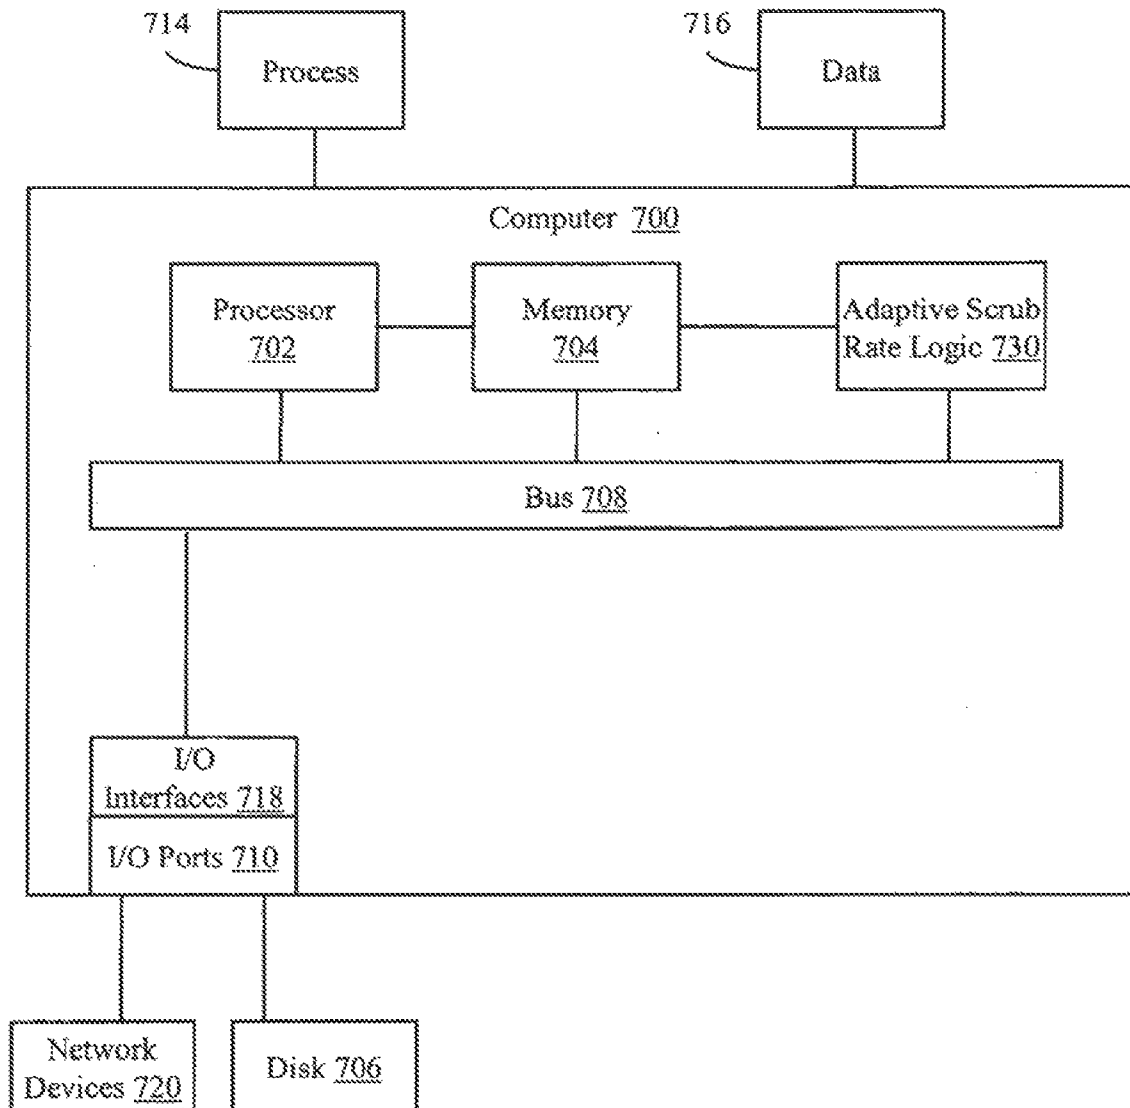 714
Process
716
Data
Computer 700
Processor
702
Memory
704
Adaptive Scrub
Rate Logic 730
Bus 708
I/O
Interfaces 718
I/O Ports 710
Network
Devices 720
Disk 706